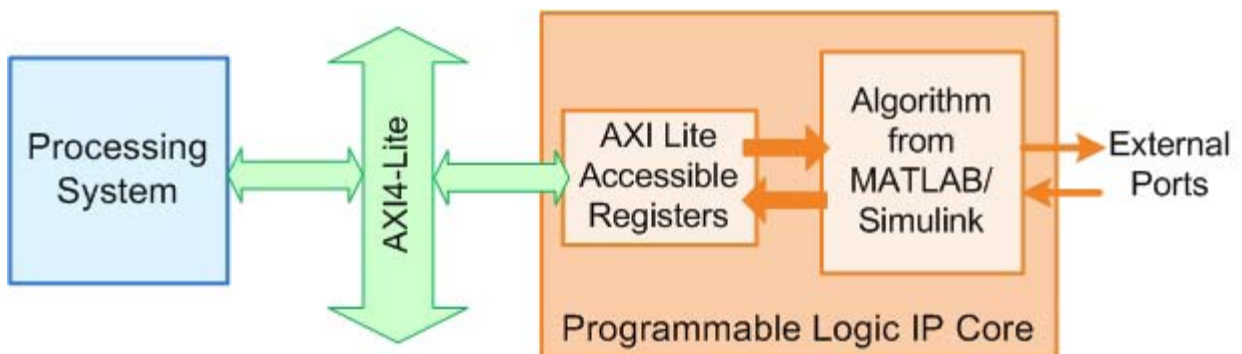 Processing
System
AXI4-Lite
AXI Lite
Accessible
Registers
Algorithm
from
MATLAB/
Simulink
External
Ports
Programmable Logic IP Core